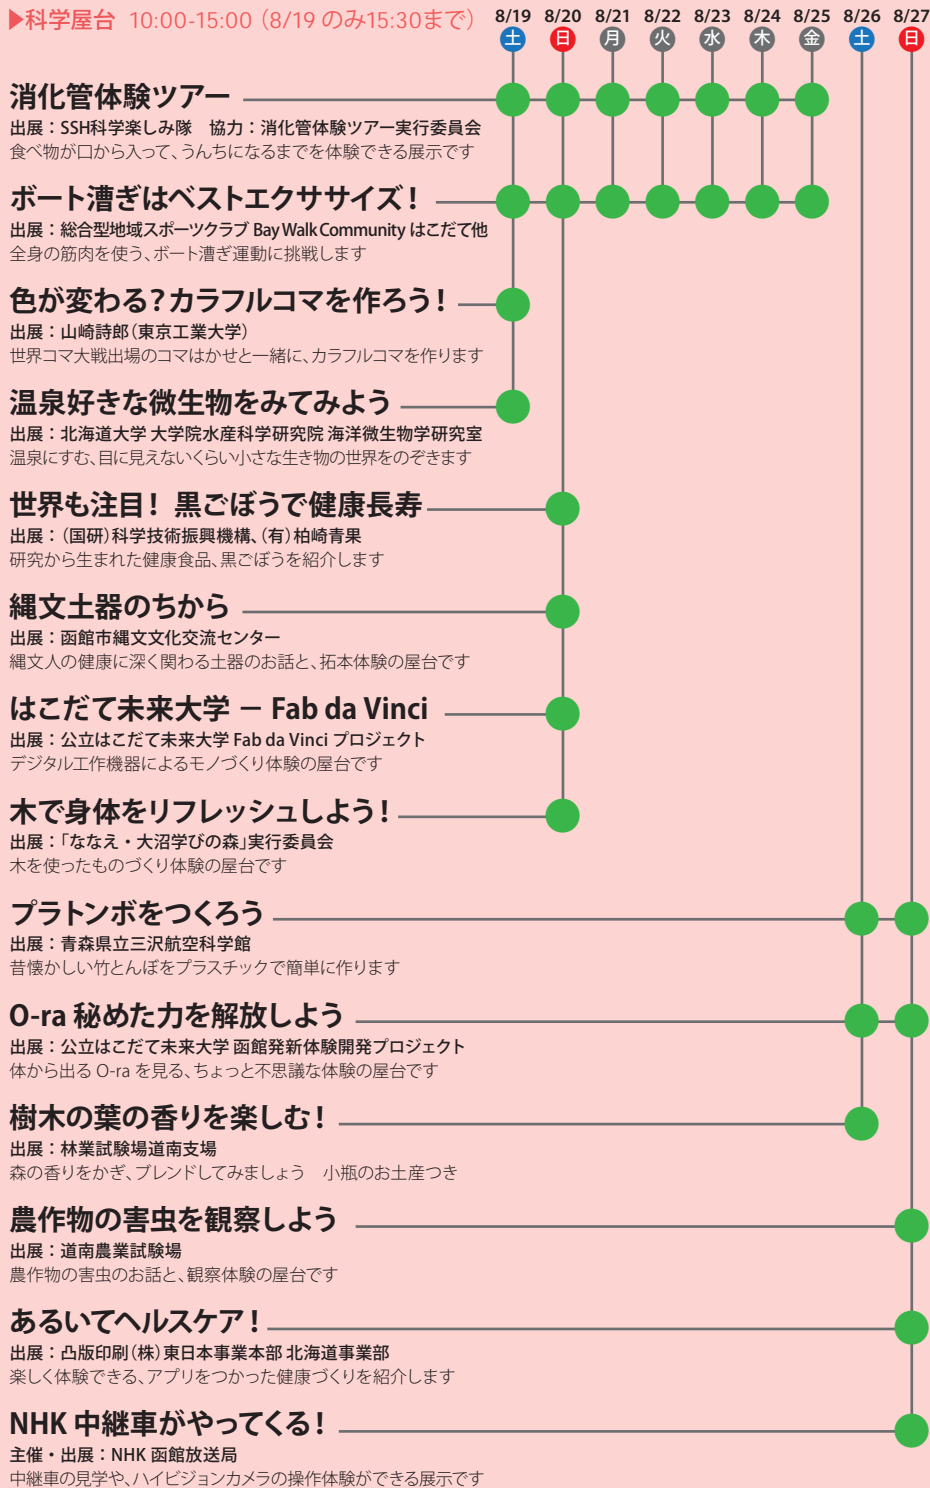 ▶科学屋台 10:00-15:00（8/19 のみ15:30まで）
8/19 8/20 8/21 8/22 8/23 8/24 8/25 8/26 8/27
土 日 月 火 水 木 金 土 日
消化管体験ツアー
出展：SSH科学楽しみ隊　協力：消化管体験ツアー実行委員会
食べ物が口から入って、うんちになるまでを体験できる展示です
ボート漕ぎはベストエクササイズ！
出展：総合型地域スポーツクラブ Bay Walk Community はこだて他
全身の筋肉を使う、ボート漕ぎ運動に挑戦します
色が変わる？カラフルコマを作ろう！
出展：山崎詩郎（東京工業大学）
世界コマ大戦出場のコマはかせと一緒に、カラフルコマを作ります
温泉好きな微生物をみてみよう
出展：北海道大学 大学院水産科学研究院 海洋微生物学研究室
温泉にすむ、目に見えないくらい小さな生き物の世界をのぞきます
世界も注目！ 黒ごぼうで健康長寿
出展：（国研）科学技術振興機構、（有）柏崎青果
研究から生まれた健康食品、黒ごぼうを紹介します
縄文土器のちから
出展：函館市縄文文化交流センター
縄文人の健康に深く関わる土器のお話と、拓本体験の屋台です
はこだて未来大学 － Fab da Vinci
出展：公立はこだて未来大学 Fab da Vinci プロジェクト
デジタル工作機器によるモノづくり体験の屋台です
木で身体をリフレッシュしよう！
出展：「ななえ・大沼学びの森」実行委員会
木を使ったものづくり体験の屋台です
プラトンボをつくろう
出展：青森県立三沢航空科学館
昔懐かしい竹とんぼをプラスチックで簡単に作ります
O-ra 秘めた力を解放しよう
出展：公立はこだて未来大学 函館発新体験開発プロジェクト
体から出る O-ra を見る、ちょっと不思議な体験の屋台です
樹木の葉の香りを楽しむ！
出展：林業試験場道南支場
森の香りをかぎ、ブレンドしてみましょう　小瓶のお土産つき
農作物の害虫を観察しよう
出展：道南農業試験場
農作物の害虫のお話と、観察体験の屋台です
あるいてヘルスケア！
出展：凸版印刷（株）東日本事業本部 北海道事業部
楽しく体験できる、アプリをつかった健康づくりを紹介します
NHK 中継車がやってくる！
主催・出展：NHK 函館放送局
中継車の見学や、ハイビジョンカメラの操作体験ができる展示です